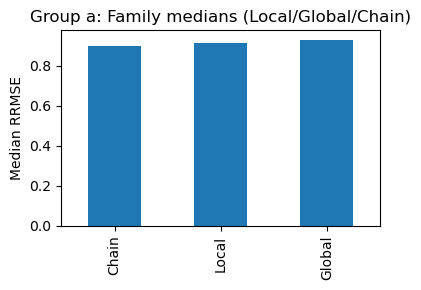 Group a: Family medians (Local/Global/Chain)
Median RRMSE
0.8
0.6
0.4
0.2
0.0
Chain
Local
Global